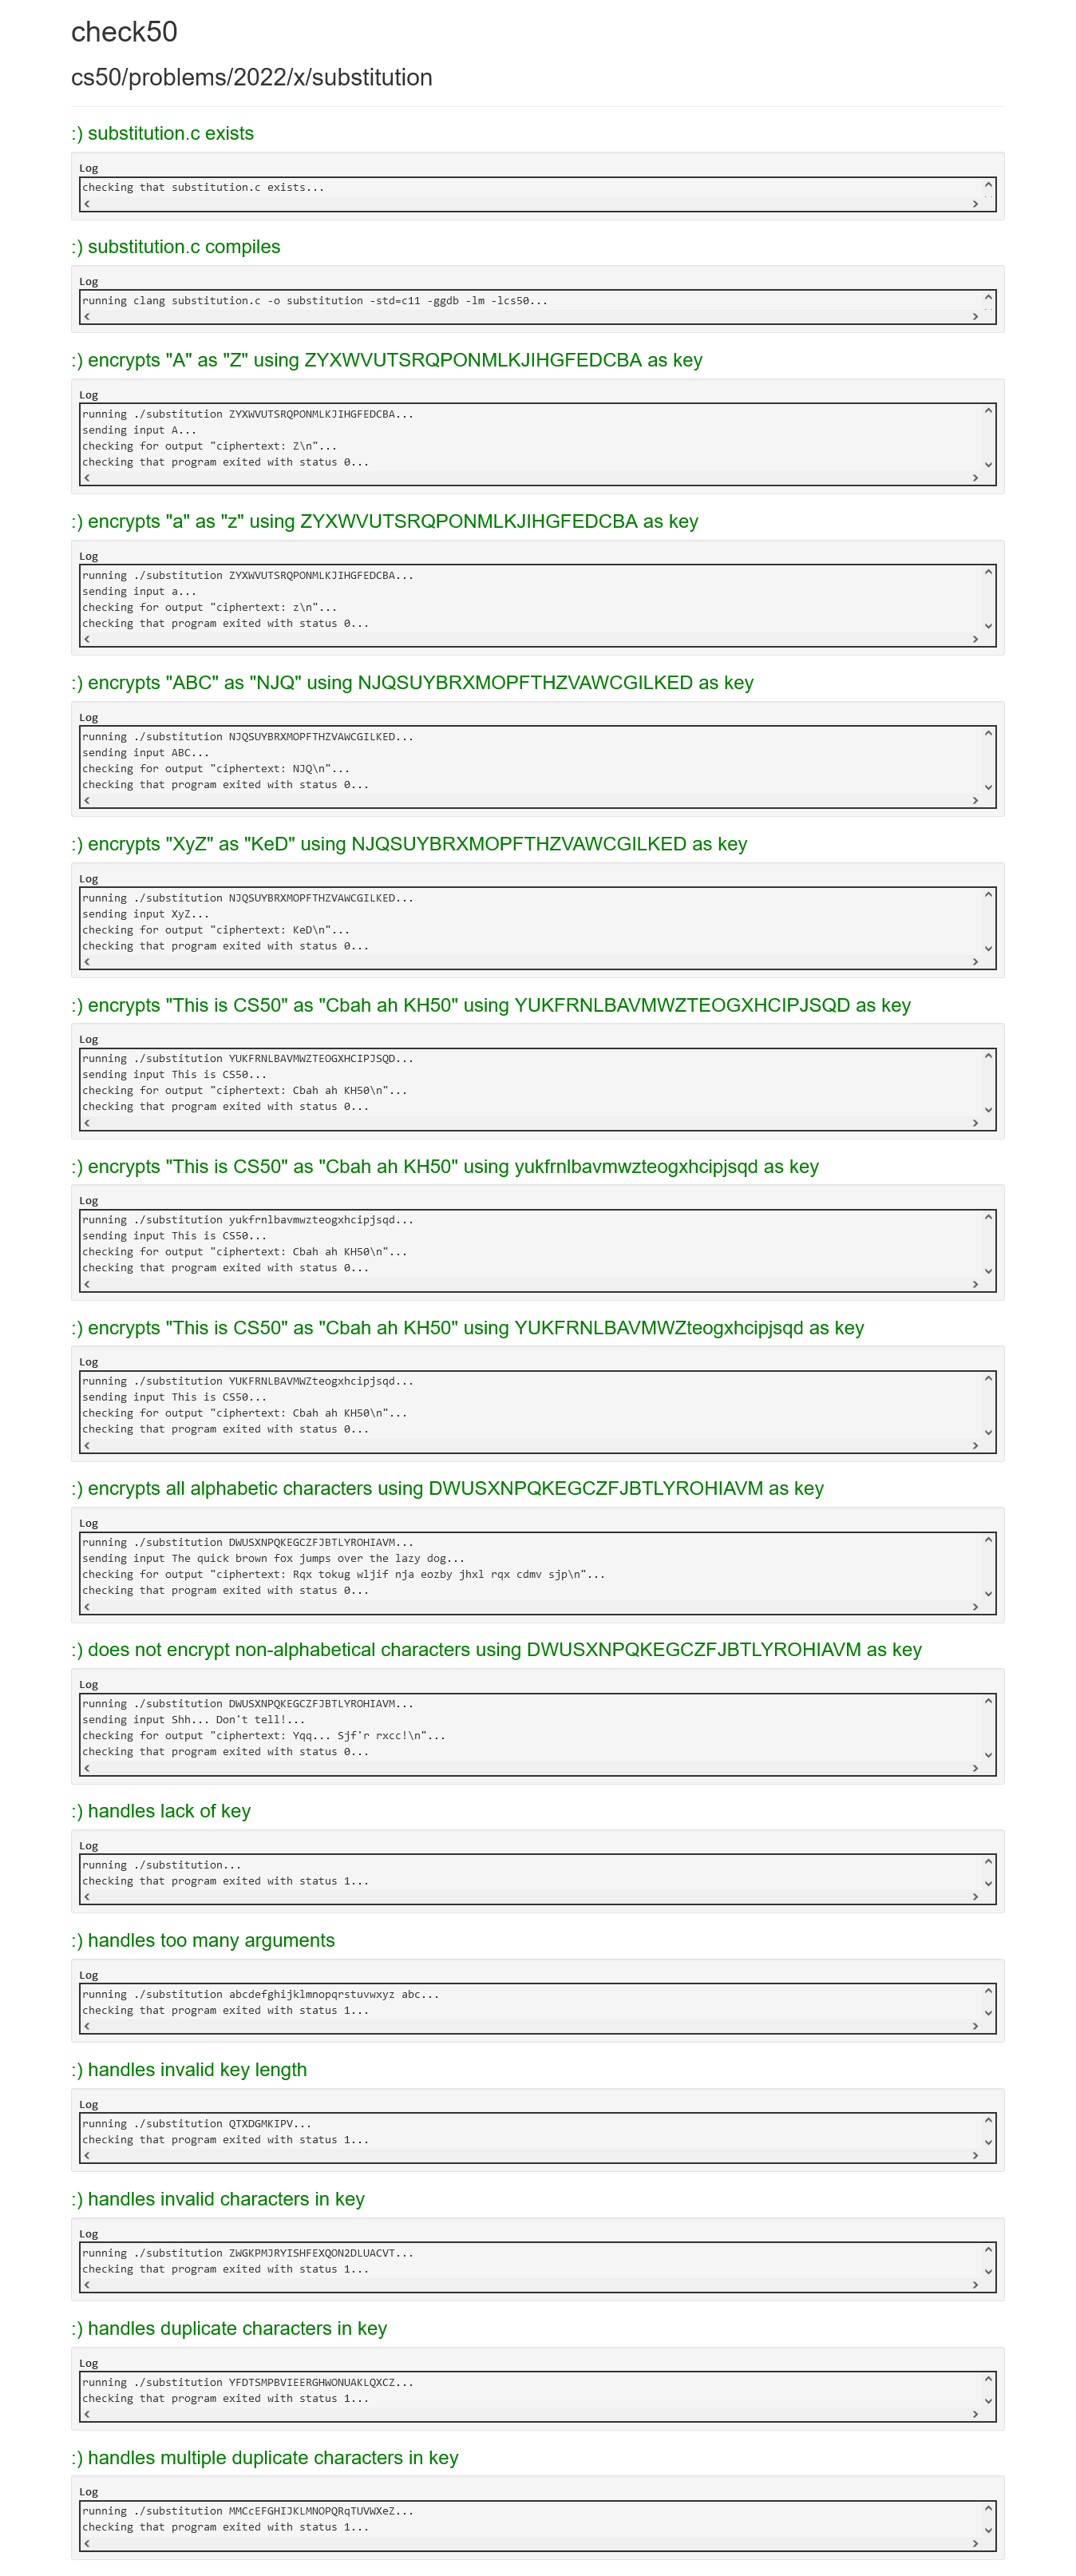 check50
cs50/problems/2022/x/substitution
:) substitution.c exists
Log
checking that substitution.c exists...
:) substitution.c compiles
Log
running clang substitution.c -o substitution -std=c11 -ggdb -lm -lcs50...
:) encrypts "A" as "Z" using ZYXWVUTSRQPONMLKJIHGFEDCBA as key
Log
running ./substitution ZYXWVUTSRQPONMLKJIHGFEDCBA...
sending input A...
checking for output "ciphertext: Z\n"...
checking that program exited with status 0...
:) encrypts "a" as "z" using ZYXWVUTSRQPONMLKJIHGFEDCBA as key
Log
running ./substitution ZYXWVUTSRQPONMLKJIHGFEDCBA...
sending input a...
checking for output "ciphertext: z\n"...
checking that program exited with status 0...
:) encrypts "ABC" as "NJQ" using NJQSUYBRXMOPFTHZVAWCGILKED as key
Log
running ./substitution NJQSUYBRXMOPFTHZVAWCGILKED...
sending input ABC...
checking for output "ciphertext: NJQ\n"...
checking that program exited with status 0...
:) encrypts "XyZ" as "KeD" using NJQSUYBRXMOPFTHZVAWCGILKED as key
Log
running ./substitution NJQSUYBRXMOPFTHZVAWCGILKED...
sending input XyZ...
checking for output "ciphertext: KeD\n"...
checking that program exited with status 0...
:) encrypts "This is CS50" as "Cbah ah KH50" using YUKFRNLBAVMWZTEOGXHCIPJSQD as key
Log
running ./substitution YUKFRNLBAVMWZTEOGXHCIPJSQD...
sending input This is CS50...
checking for output "ciphertext: Cbah ah KH50\n"...
checking that program exited with status 0...
:) encrypts "This is CS50" as "Cbah ah KH50" using yukfrnlbavmwzteogxhcipjsqd as key
Log
running ./substitution yukfrnlbavmwzteogxhcipjsqd...
sending input This is CS50...
checking for output "ciphertext: Cbah ah KH50\n"...
checking that program exited with status 0...
:) encrypts "This is CS50" as "Cbah ah KH50" using YUKFRNLBAVMWZteogxhcipjsqd as key
Log
running ./substitution YUKFRNLBAVMWZteogxhcipjsqd...
sending input This is CS50...
checking for output "ciphertext: Cbah ah KH50\n"...
checking that program exited with status 0...
:) encrypts all alphabetic characters using DWUSXNPQKEGCZFJBTLYROHIAVM as key
Log
running ./substitution DWUSXNPQKEGCZFJBTLYROHIAVM...
sending input The quick brown fox jumps over the lazy dog...
checking for output "ciphertext: Rqx tokug wljif nja eozby jhxl rqx cdmv sjp\n"...
checking that program exited with status 0...
:) does not encrypt non-alphabetical characters using DWUSXNPQKEGCZFJBTLYROHIAVM as key
Log
running ./substitution DWUSXNPQKEGCZFJBTLYROHIAVM...
sending input Shh... Don't tell!...
checking for output "ciphertext: Yqq... Sjf'r rxcc!\n"...
checking that program exited with status 0...
:) handles lack of key
Log
running ./substitution...
checking that program exited with status 1...
:) handles too many arguments
Log
running ./substitution abcdefghijklmnopqrstuvwxyz abc...
checking that program exited with status 1...
:) handles invalid key length
Log
running ./substitution QTXDGMKIPV...
checking that program exited with status 1...
:) handles invalid characters in key
Log
running ./substitution ZWGKPMJRYISHFEXQON2DLUACVT...
checking that program exited with status 1...
:) handles duplicate characters in key
Log
running ./substitution YFDTSMPBVIEERGHWONUAKLQXCZ...
checking that program exited with status 1...
:) handles multiple duplicate characters in key
Log
running ./substitution MMCcEFGHIJKLMNOPQRqTUVWXeZ...
checking that program exited with status 1...